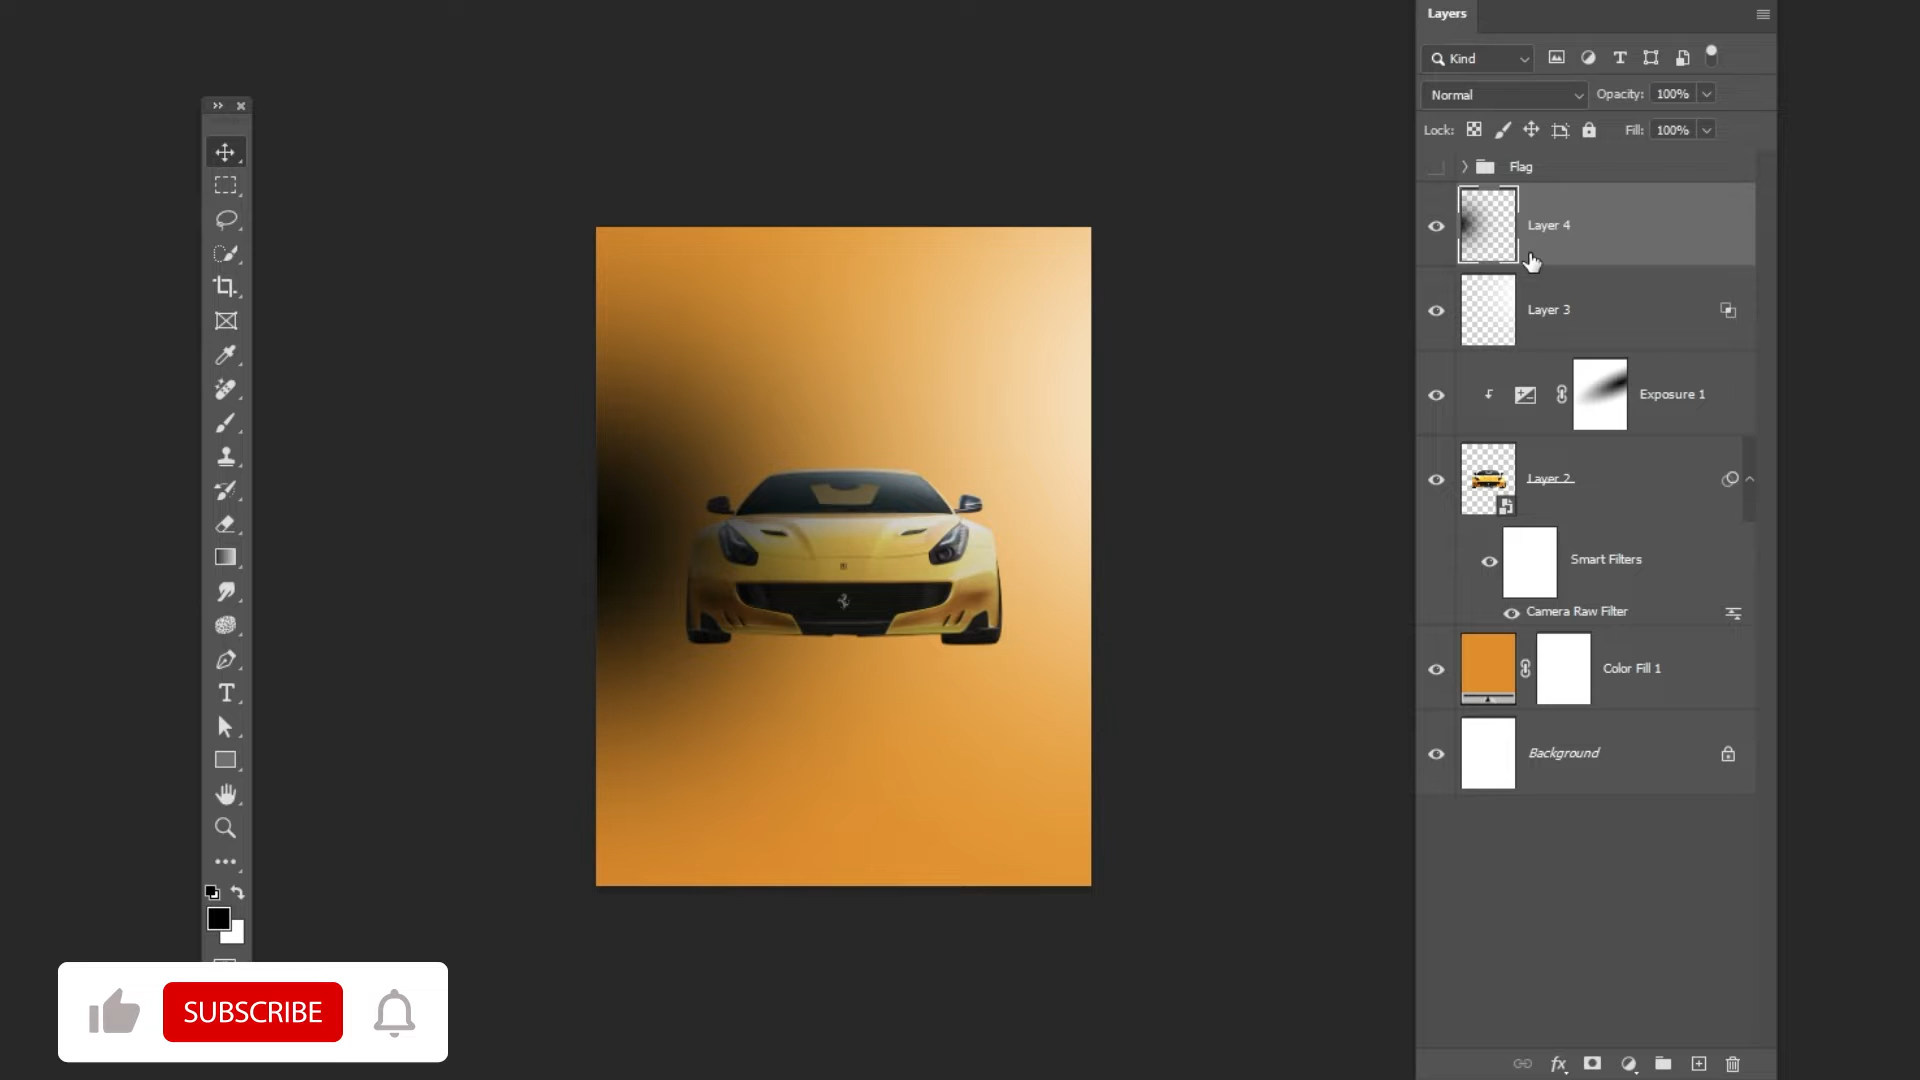 Layers
Kind
Normal
Opacity: 100%
Lock:
Fill: 100%
Flag
Layer 4
Layer 3
Exposure 1
Layer 2
Smart Filters
Camera Raw Filter
Color Fill 1
Background
fx
SUBSCRIBE